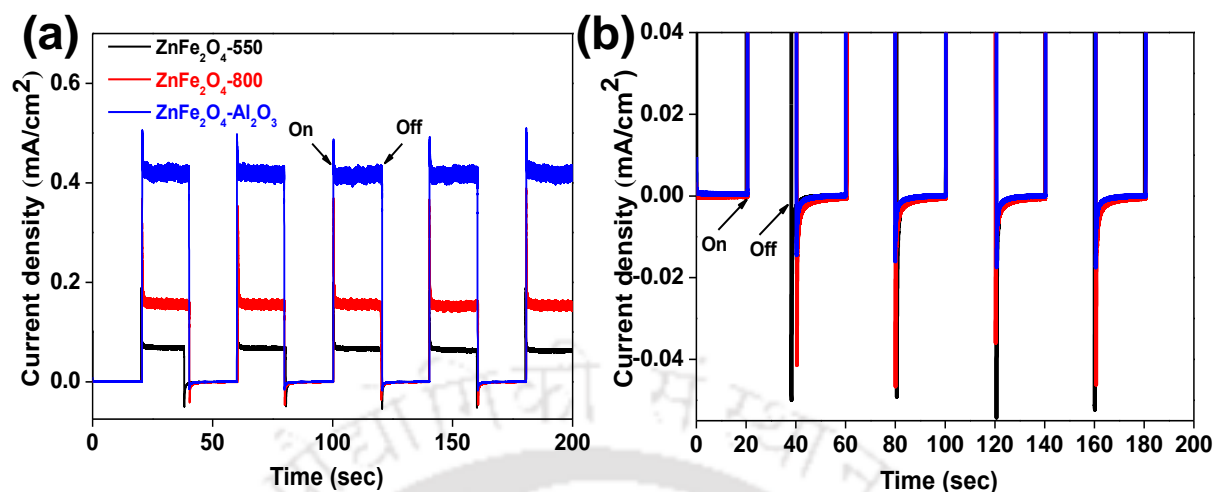 (a)
ZnFe₂O₄-550
ZnFe₂O₄-800
ZnFe₂O₄-Al₂O₃
On
Off
Current density (mA/cm²)
0.6
0.4
0.2
0.0
0 50 100 150 200
Time (sec)
(b)
Current density (mA/cm²)
0.04
0.02
0.00
-0.02
-0.04
On
Off
0 20 40 60 80 100 120 140 160 180 200
Time (sec)